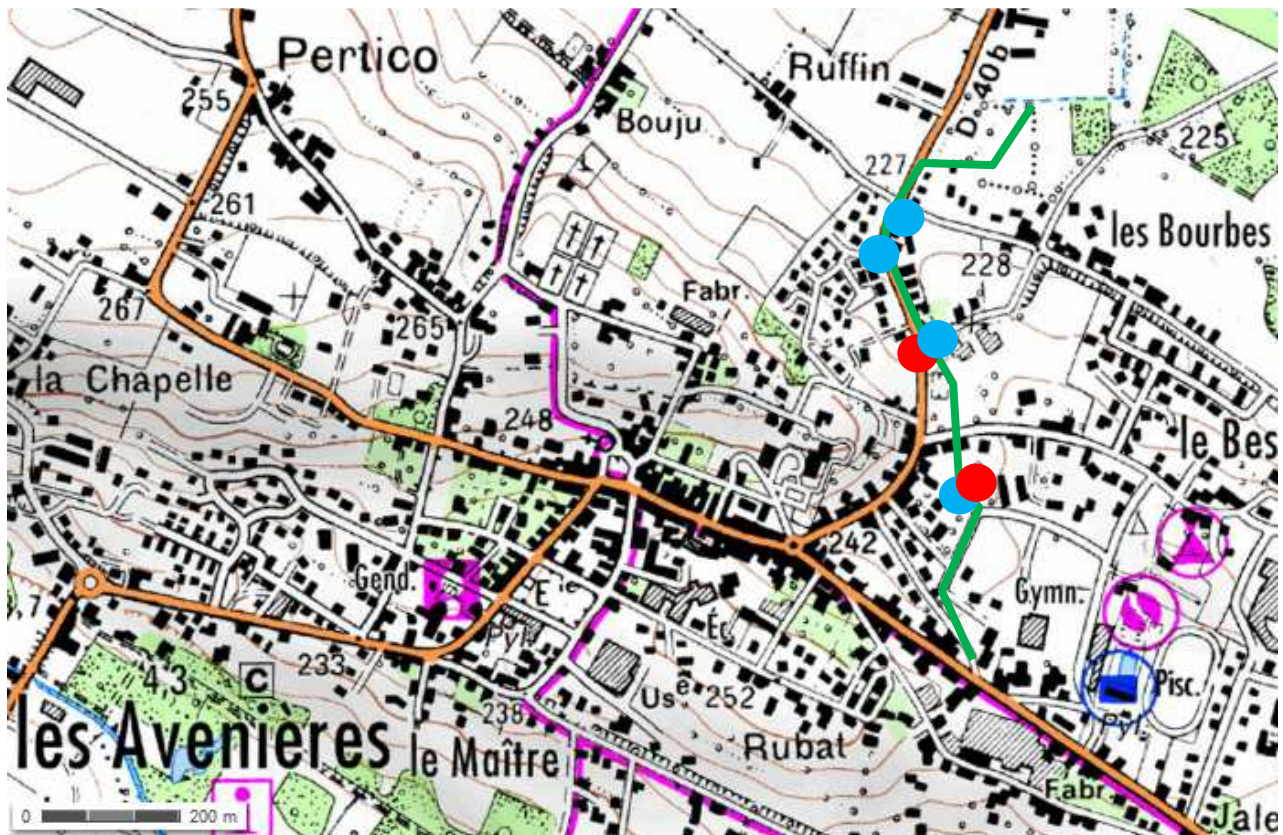 Pertico
Ruffin
D 40b
255
Bouju
225
227
261
les Bourbes
228
267
265
Fabr.
la Chapelle
248
le Bes
242
Gend.
E ie
Gymn.
Pyl.
Éc.
,7
4,3
C
233
Us.e 252
Pisc.
238
les Avenières
le Maître
Rubat
Fabr.
Jale
0
200 m